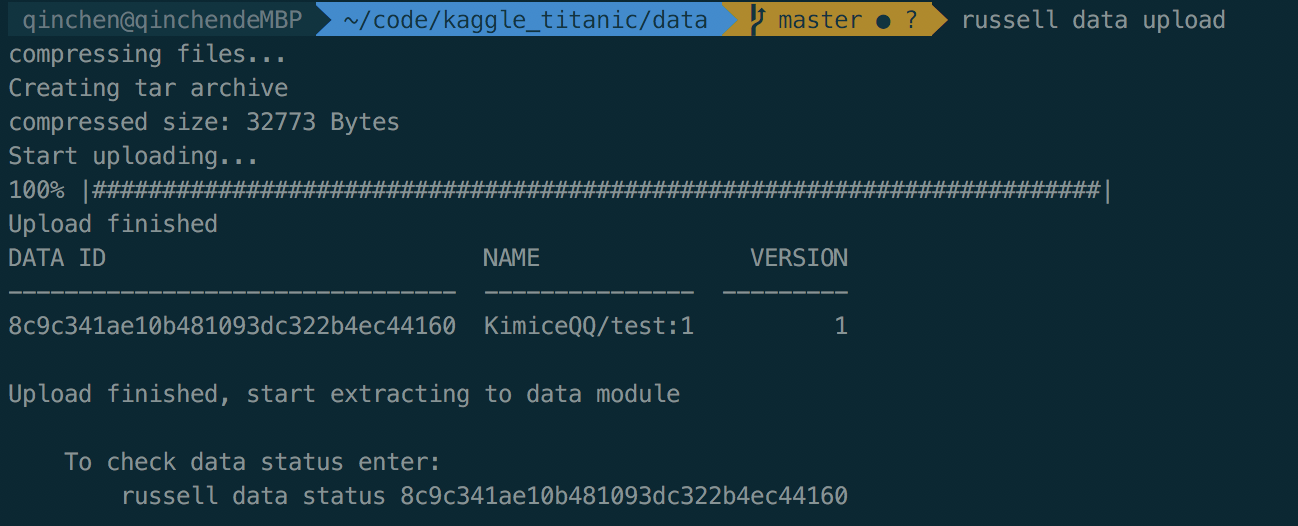 qinchen@qinchendeMBP ~/code/kaggle_titanic/data master ● ? russell data upload
compressing files...
Creating tar archive
compressed size: 32773 Bytes
Start uploading...
100% |########################################################################|
Upload finished
DATA ID NAME VERSION
-------------------------------- --------------- ---------
8c9c341ae10b481093dc322b4ec44160 KimiceQQ/test:1 1
Upload finished, start extracting to data module
To check data status enter:
russell data status 8c9c341ae10b481093dc322b4ec44160